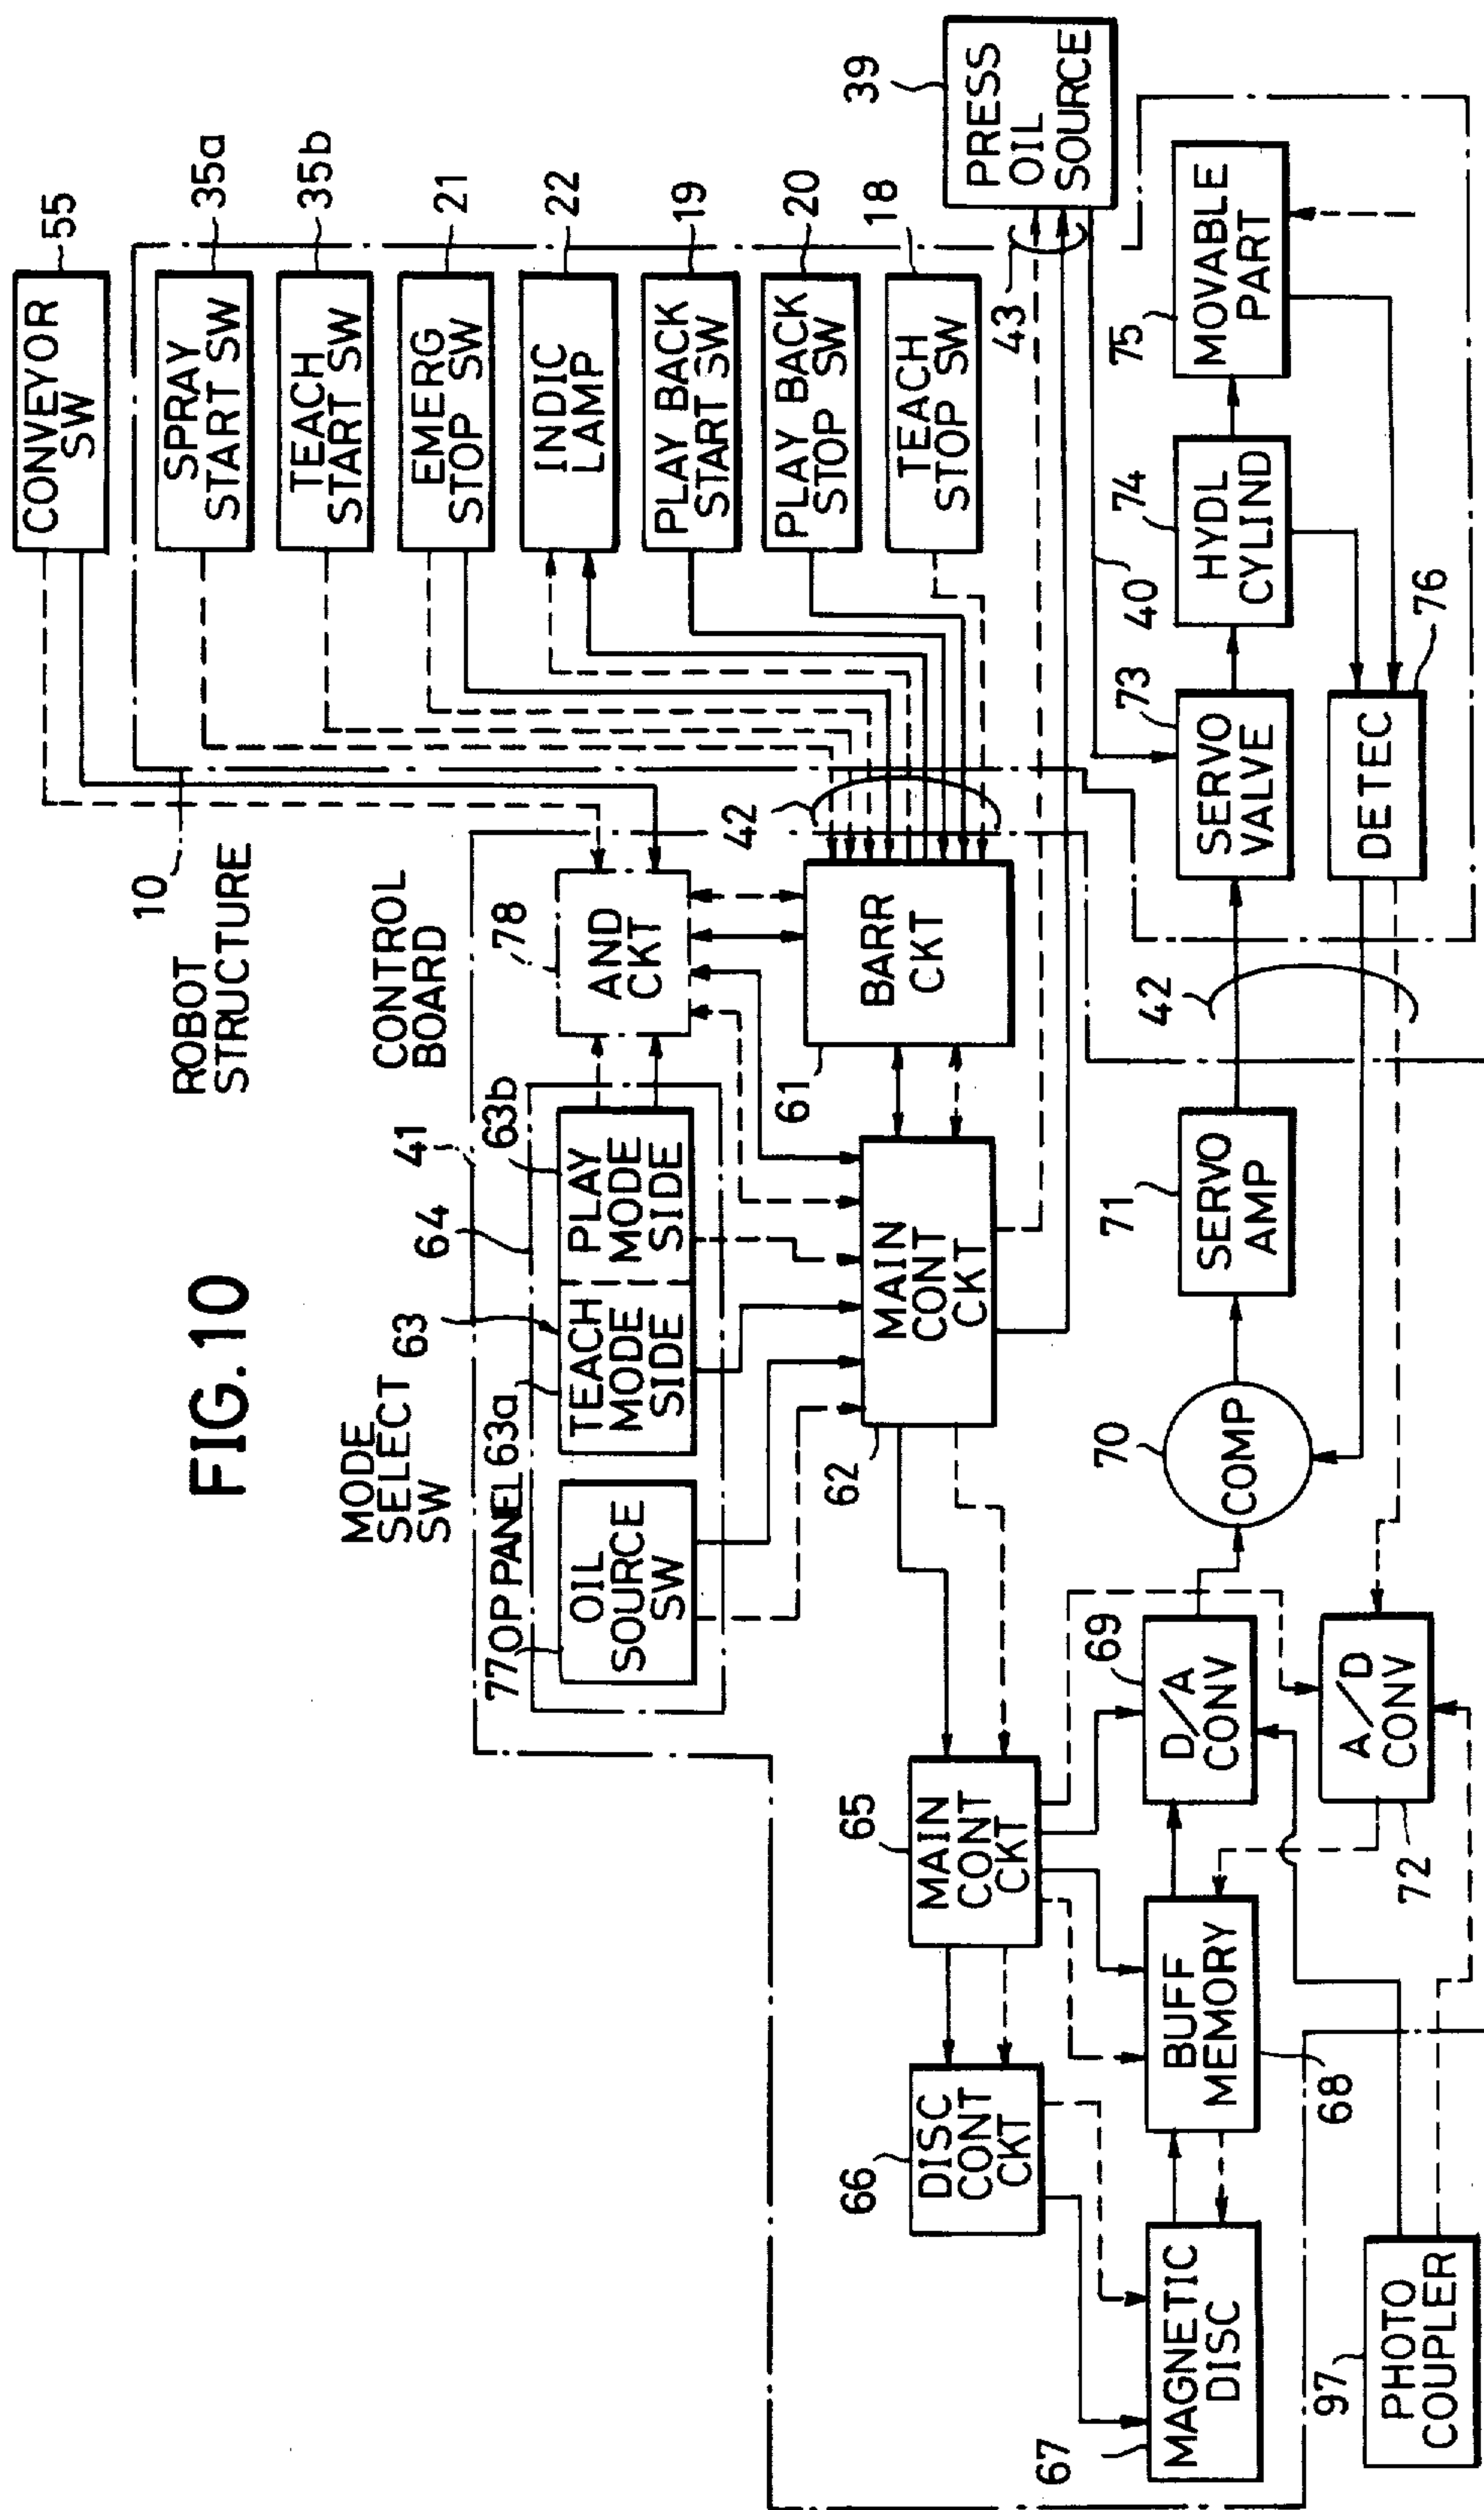 FIG. 10
CONVEYOR
SW
55
SPRAY
START SW
35a
TEACH
START SW
35b
EMERG
STOP SW
21
INDIC
LAMP
22
PLAY BACK
START SW
19
PLAY BACK
STOP SW
20
TEACH
STOP SW
18
PRESS
OIL
SOURCE
39
43
10
ROBOT
STRUCTURE
CONTROL
BOARD
41
MODE
SELECT
SW
63
64
63b
63a
OP PANEL
77
OIL
SOURCE
SW
TEACH
MODE
SIDE
PLAY
MODE
SIDE
AND
CKT
78
42
BARR
CKT
61
MAIN
CONT
CKT
62
MAIN
CONT
CKT
65
DISC
CONT
CKT
66
MAGNETIC
DISC
67
BUFF
MEMORY
68
D/A
CONV
69
A/D
CONV
72
COMP
70
SERVO
AMP
71
42
SERVO
VALVE
73
HYDL
CYLIND
74
40
MOVABLE
PART
75
DETEC
76
PHOTO
COUPLER
97